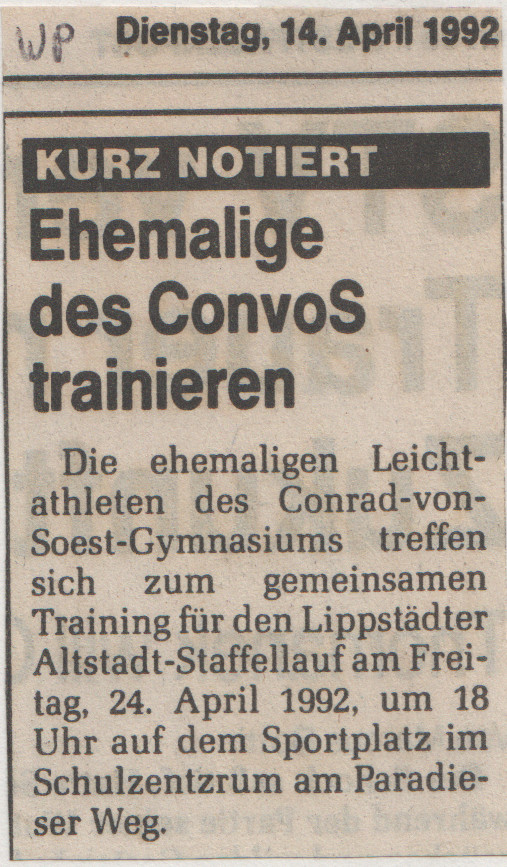 WP Dienstag, 14. April 1992
KURZ NOTIERT
Ehemalige
des ConvoS
trainieren
Die ehemaligen Leicht-
athleten des Conrad-von-
Soest-Gymnasiums treffen
sich zum gemeinsamen
Training für den Lippstädter
Altstadt-Staffellauf am Frei-
tag, 24. April 1992, um 18
Uhr auf dem Sportplatz im
Schulzentzrum am Paradie-
ser Weg.